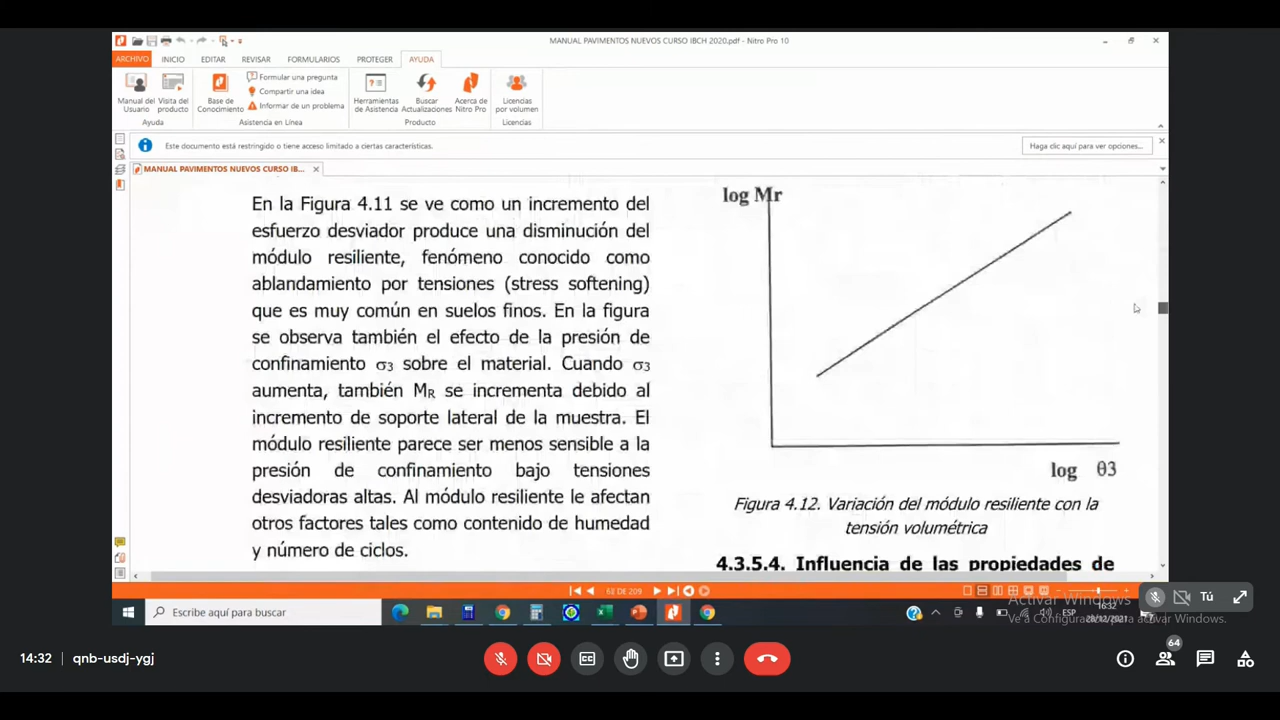 MANUAL PAVIMENTOS NUEVOS CURSO IBCH 2020.pdf - Nitro Pro 10
ARCHIVO INICIO EDITAR REVISAR FORMULARIOS PROTEGER AYUDA
Manual del Usuario
Visita del producto
Ayuda
Base de Conocimiento
Formular una pregunta
Compartir una idea
Informar de un problema
Asistencia en Línea
Herramientas de Asistencia
Buscar Actualizaciones
Acerca de Nitro Pro
Producto
Licencias por volumen
Licencias
Este documento está restringido o tiene acceso limitado a ciertas características.
Haga clic aquí para ver opciones...
MANUAL PAVIMENTOS NUEVOS CURSO IB...
En la Figura 4.11 se ve como un incremento del
esfuerzo desviador produce una disminución del
módulo resiliente, fenómeno conocido como
ablandamiento por tensiones (stress softening)
que es muy común en suelos finos. En la figura
se observa también el efecto de la presión de
confinamiento σ3 sobre el material. Cuando σ3
aumenta, también MR se incrementa debido al
incremento de soporte lateral de la muestra. El
módulo resiliente parece ser menos sensible a la
presión de confinamiento bajo tensiones
desviadoras altas. Al módulo resiliente le afectan
otros factores tales como contenido de humedad
y número de ciclos.
log Mr
log θ3
Figura 4.12. Variación del módulo resiliente con la
tensión volumétrica
4.3.5.4. Influencia de las propiedades de
63 DE 209
Activar Windows
Ve a Configuración para activar Windows.
Tú
Escribe aquí para buscar
ESP
16:32
28/12/2021
14:32 qnb-usdj-ygj
64